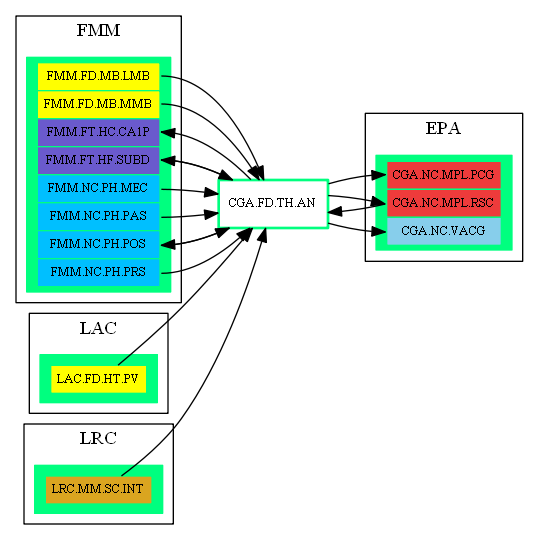 FMM
FMM.FD.MB.LMB
FMM.FD.MB.MMB
FMM.FT.HC.CA1P
FMM.FT.HF.SUBD
FMM.NC.PH.MEC
FMM.NC.PH.PAS
FMM.NC.PH.POS
FMM.NC.PH.PRS
CGA.FD.TH.AN
EPA
CGA.NC.MPL.PCG
CGA.NC.MPL.RSC
CGA.NC.VACG
LAC
LAC.FD.HT.PV
LRC
LRC.MM.SC.INT